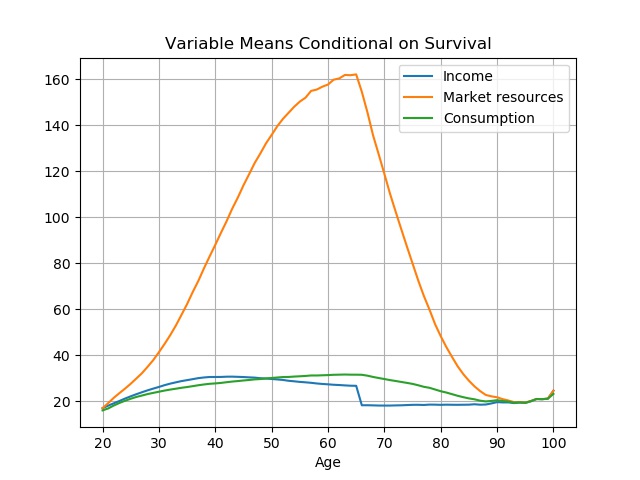 Variable Means Conditional on Survival
160
140
120
100
80
60
40
20
Income
Market resources
Consumption
20 30 40 50 60 70 80 90 100
Age